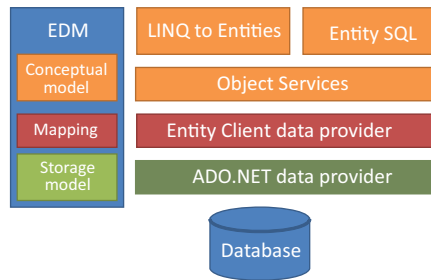 EDM
LINQ to Entities
Entity SQL
Conceptual
model
Object Services
Mapping
Entity Client data provider
Storage
model
ADO.NET data provider
Database